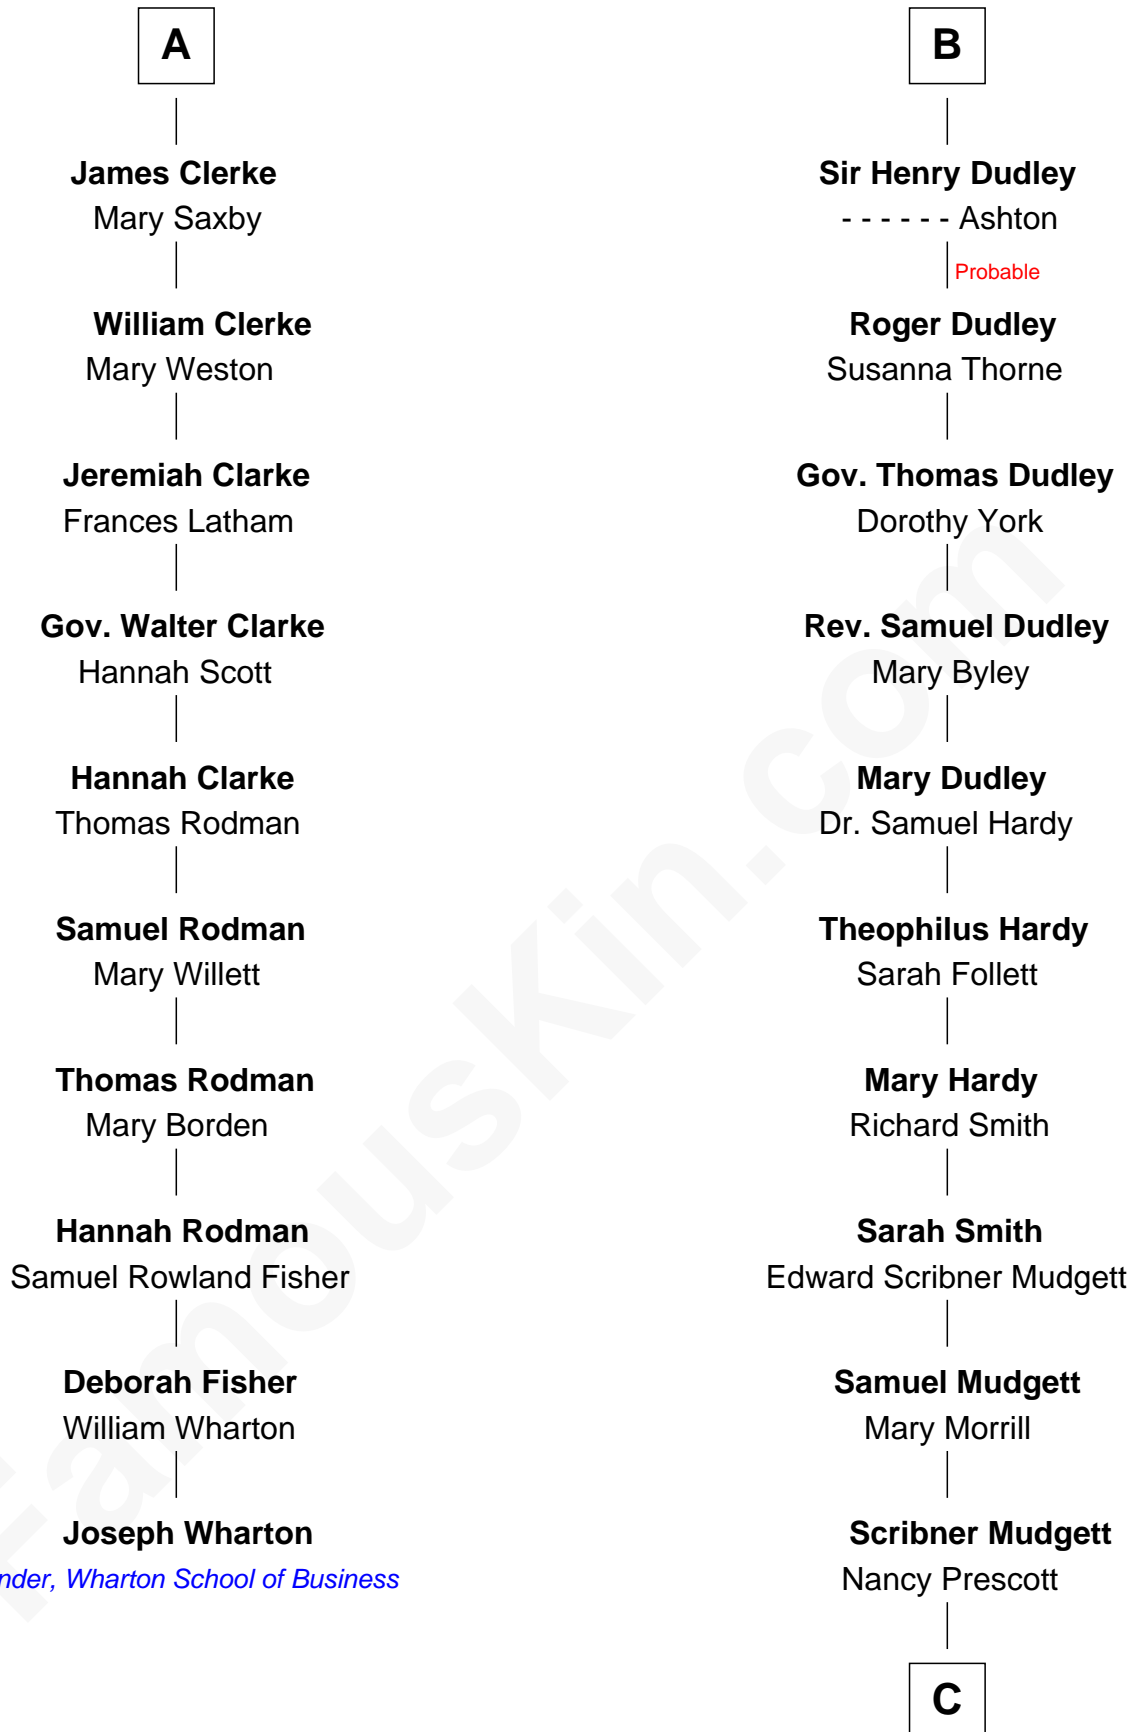 A
James Clerke
Mary Saxby
William Clerke
Mary Weston
Jeremiah Clarke
Frances Latham
Gov. Walter Clarke
Hannah Scott
Hannah Clarke
Thomas Rodman
Samuel Rodman
Mary Willett
Thomas Rodman
Mary Borden
Hannah Rodman
Samuel Rowland Fisher
Deborah Fisher
William Wharton
Joseph Wharton
nder, Wharton School of Business
B
Sir Henry Dudley
- - - - - - Ashton
Probable
Roger Dudley
Susanna Thorne
Gov. Thomas Dudley
Dorothy York
Rev. Samuel Dudley
Mary Byley
Mary Dudley
Dr. Samuel Hardy
Theophilus Hardy
Sarah Follett
Mary Hardy
Richard Smith
Sarah Smith
Edward Scribner Mudgett
Samuel Mudgett
Mary Morrill
Scribner Mudgett
Nancy Prescott
C
FamousKin.com